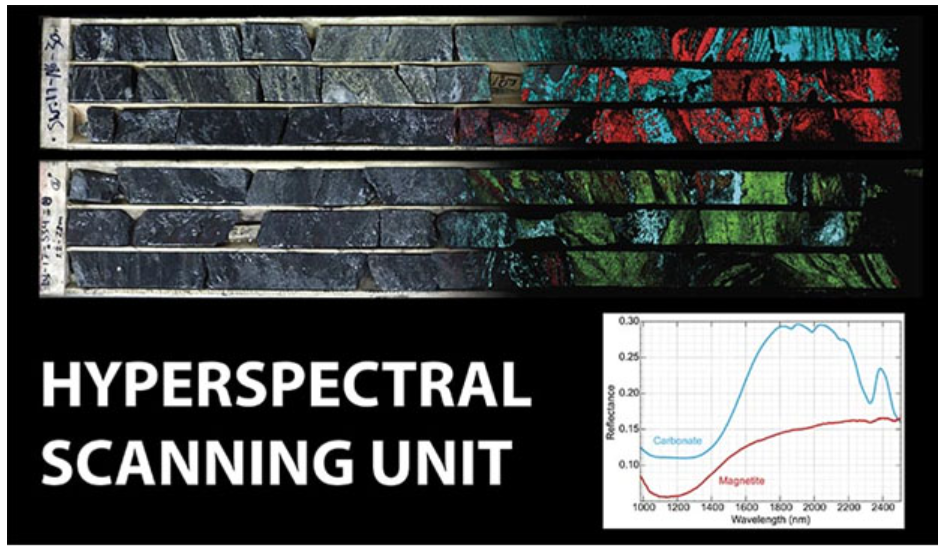 HYPERSPECTRAL
SCANNING UNIT
0.30
0.25
0.20
0.15
0.10
Reflectance
Carbonate
Magnetite
1000 1200 1400 1600 1800 2000 2200 2400
Wavelength (nm)